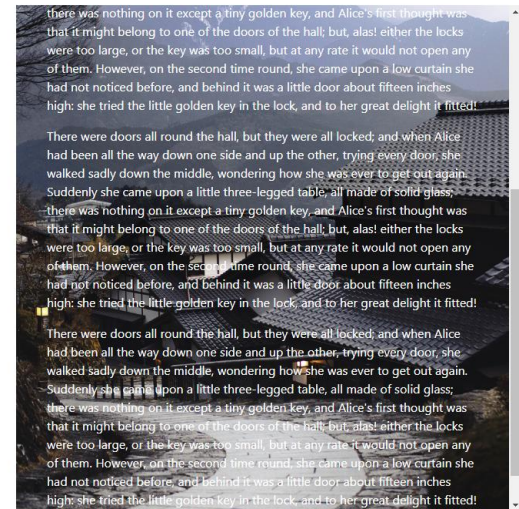 there was nothing on it except a tiny golden key, and Alice's first thought was
that it might belong to one of the doors of the hall; but, alas! either the locks
were too large, or the key was too small, but at any rate it would not open any
of them. However, on the second time round, she came upon a low curtain she
had not noticed before, and behind it was a little door about fifteen inches
high: she tried the little golden key in the lock, and to her great delight it fitted!
There were doors all round the hall, but they were all locked; and when Alice
had been all the way down one side and up the other, trying every door, she
walked sadly down the middle, wondering how she was ever to get out again.
Suddenly she came upon a little three-legged table, all made of solid glass;
there was nothing on it except a tiny golden key, and Alice's first thought was
that it might belong to one of the doors of the hall; but, alas! either the locks
were too large, or the key was too small, but at any rate it would not open any
of them. However, on the second time round, she came upon a low curtain she
had not noticed before, and behind it was a little door about fifteen inches
high: she tried the little golden key in the lock, and to her great delight it fitted!
There were doors all round the hall, but they were all locked; and when Alice
had been all the way down one side and up the other, trying every door, she
walked sadly down the middle, wondering how she was ever to get out again.
Suddenly she came upon a little three-legged table, all made of solid glass;
there was nothing on it except a tiny golden key, and Alice's first thought was
that it might belong to one of the doors of the hall; but, alas! either the locks
were too large, or the key was too small, but at any rate it would not open any
of them. However, on the second time round, she came upon a low curtain she
had not noticed before, and behind it was a little door about fifteen inches
high: she tried the little golden key in the lock, and to her great delight it fitted!